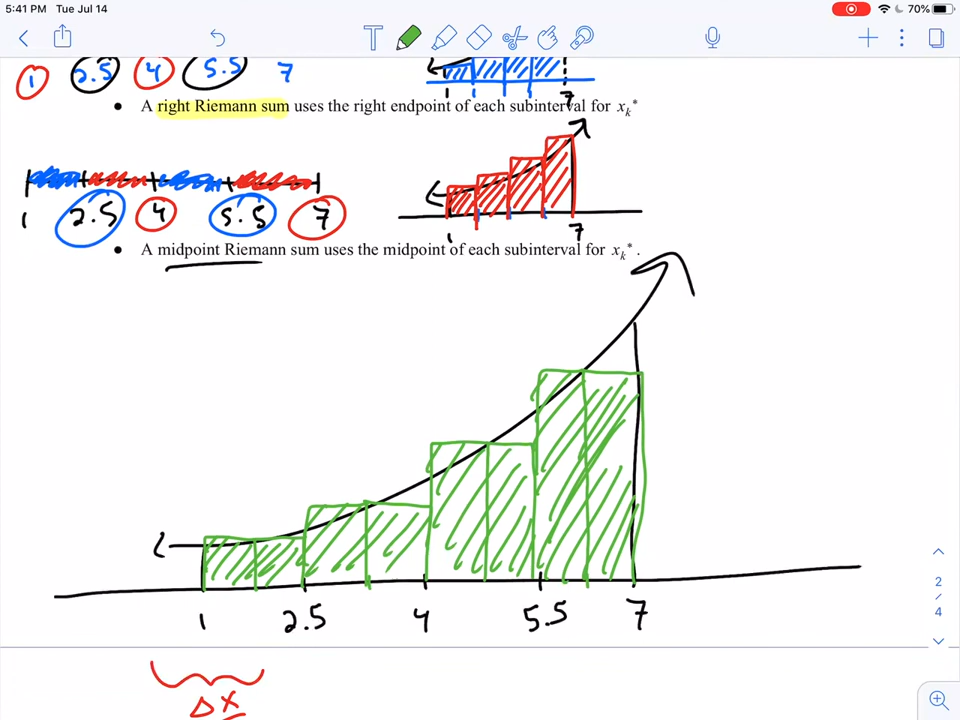 5:41 PM Tue Jul 14
70%
1 2.5 4 5.5 7
1 7
• A right Riemann sum uses the right endpoint of each subinterval for xₖ*
1 2.5 4 5.5 7
1 7
• A midpoint Riemann sum uses the midpoint of each subinterval for xₖ*.
1 2.5 4 5.5 7
2
/
4
Δx